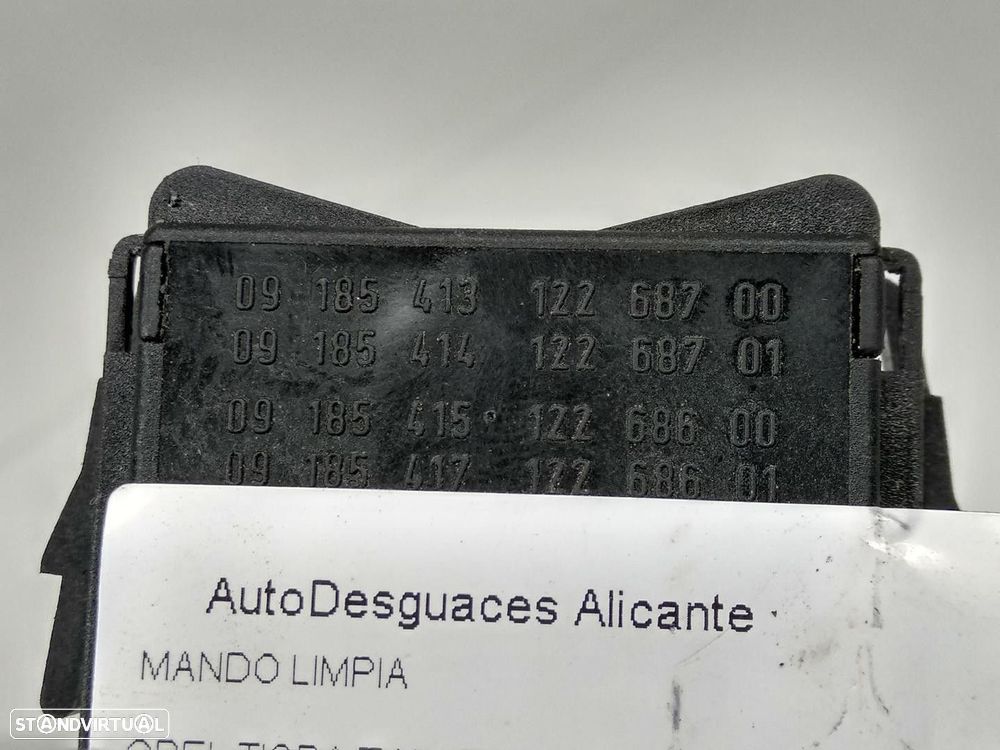 09 185 413 122 687 00
09 185 414 122 687 01
09 185 415 122 686 00
09 185 417 122 686 01
AutoDesguaces Alicante
MANDO LIMPIA
OPEL
STANDVIRTUAL